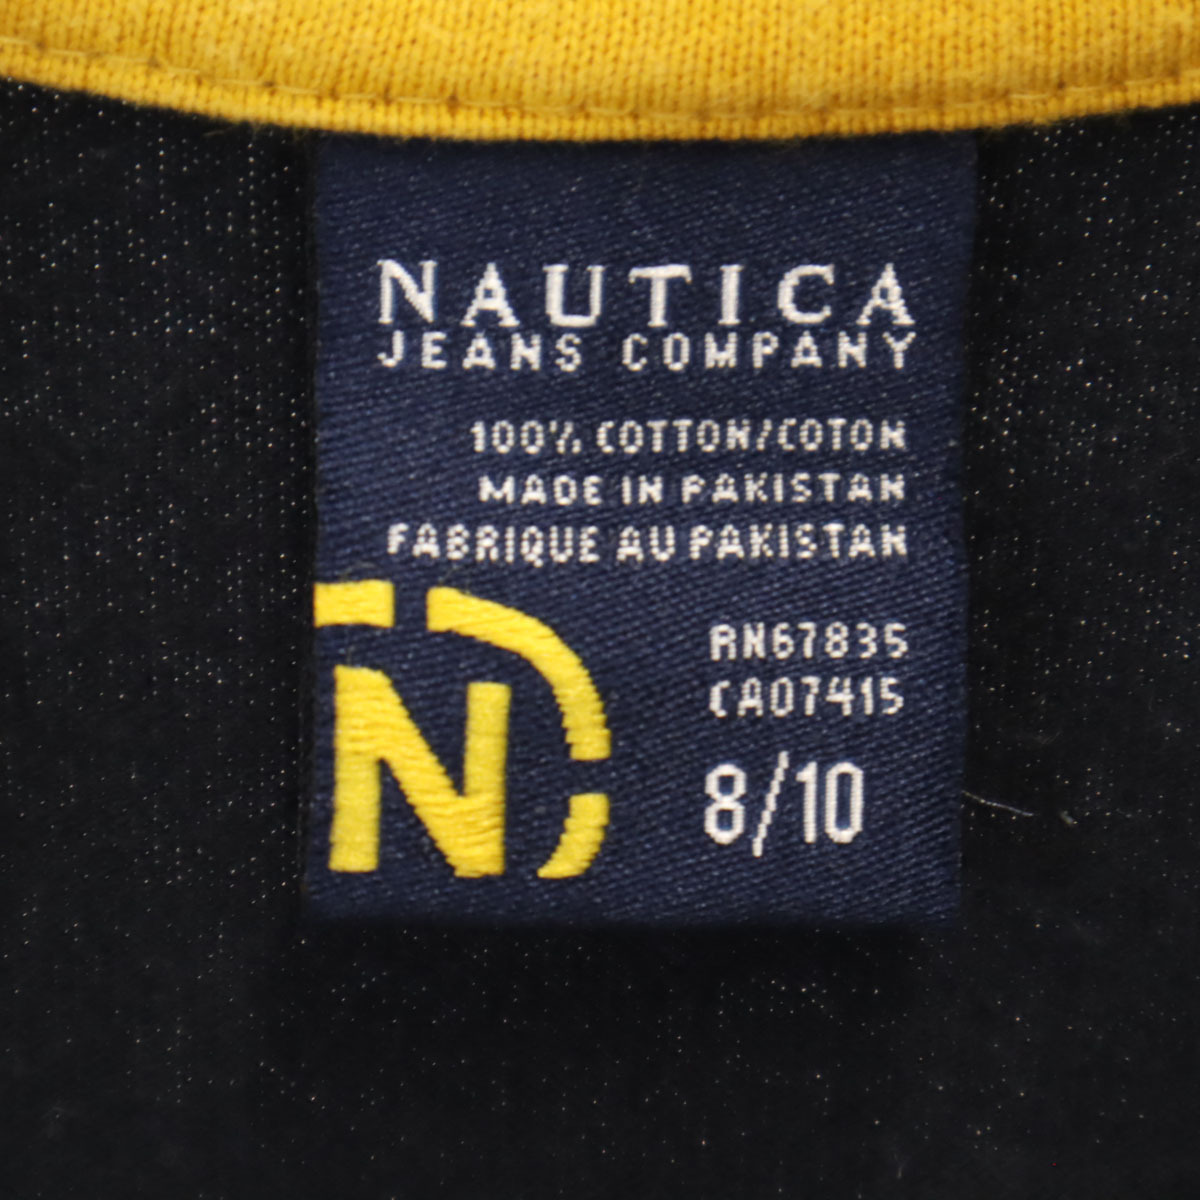 NAUTICA
JEANS COMPANY
100% COTTON/COTON
MADE IN PAKISTAN
FABRIQUE AU PAKISTAN
RN67835
CA07415
N
8/10